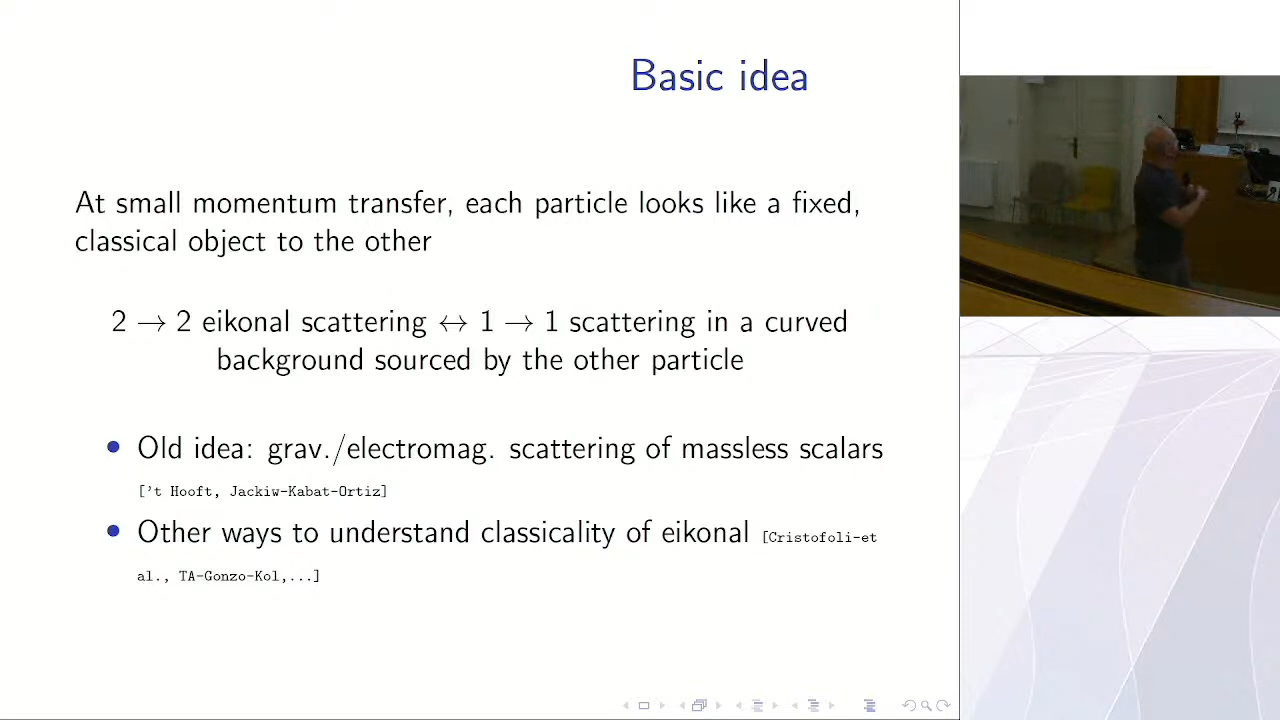 Basic idea
At small momentum transfer, each particle looks like a fixed,
classical object to the other
2 → 2 eikonal scattering ↔ 1 → 1 scattering in a curved
background sourced by the other particle
• Old idea: grav./electromag. scattering of massless scalars
['t Hooft, Jackiw-Kabat-Ortiz]
• Other ways to understand classicality of eikonal [Cristofoli-et
al., TA-Gonzo-Kol,...]